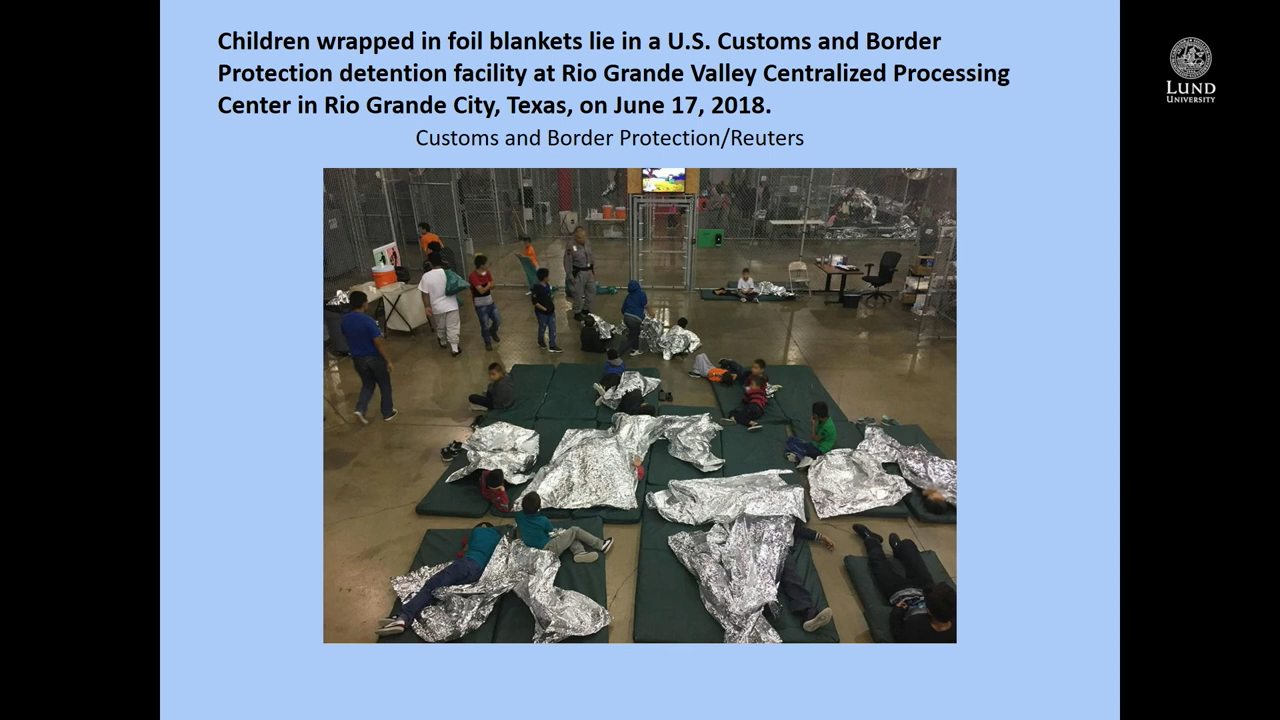 Children wrapped in foil blankets lie in a U.S. Customs and Border
Protection detention facility at Rio Grande Valley Centralized Processing
Center in Rio Grande City, Texas, on June 17, 2018.
Customs and Border Protection/Reuters
LUND
UNIVERSITY